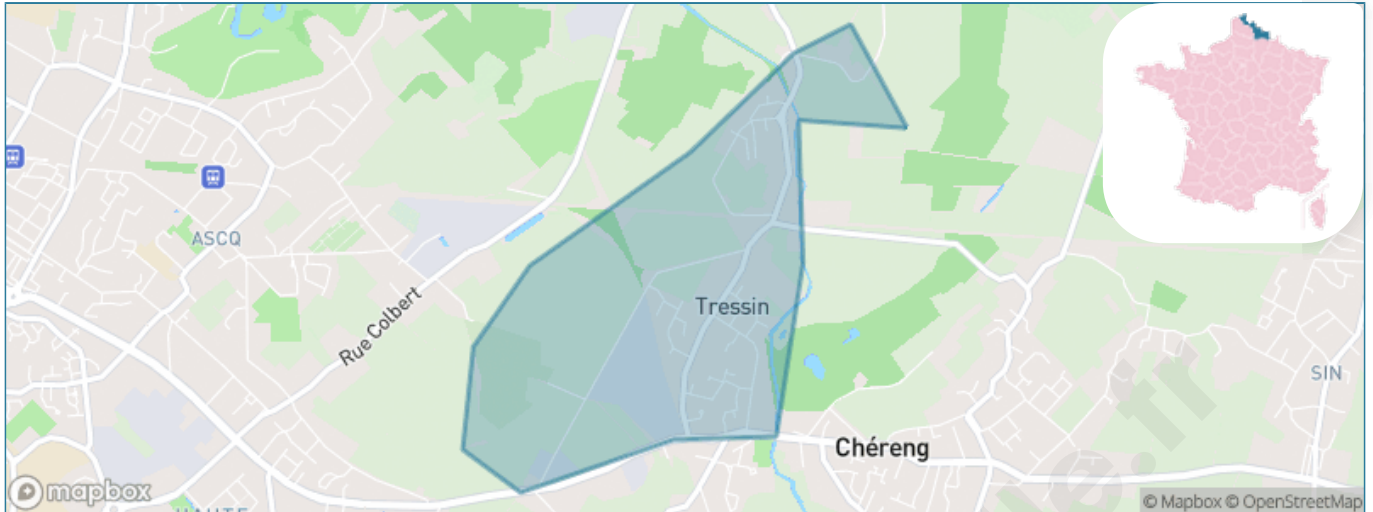 ASCQ
Rue Colbert
Tressin
SIN
Chéreng
mapbox
© Mapbox © OpenStreetMap